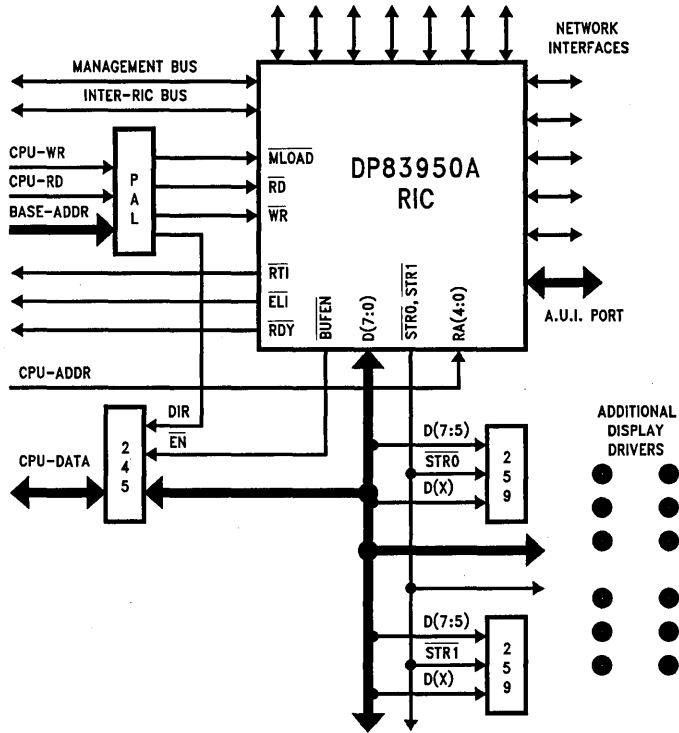 NETWORK
INTERFACES
MANAGEMENT BUS
INTER-RIC BUS
CPU-WR
CPU-RD
BASE-ADDR
P
A
L
MLOAD
RD
WR
DP83950A
RIC
RTI
ELI
RDY
BUFEN
D(7:0)
STR0, STR1
RA(4:0)
A.U.I. PORT
CPU-ADDR
DIR
EN
CPU-DATA
2
4
5
D(7:5)
STR0
D(X)
2
5
9
ADDITIONAL
DISPLAY
DRIVERS
D(7:5)
STR1
D(X)
2
5
9